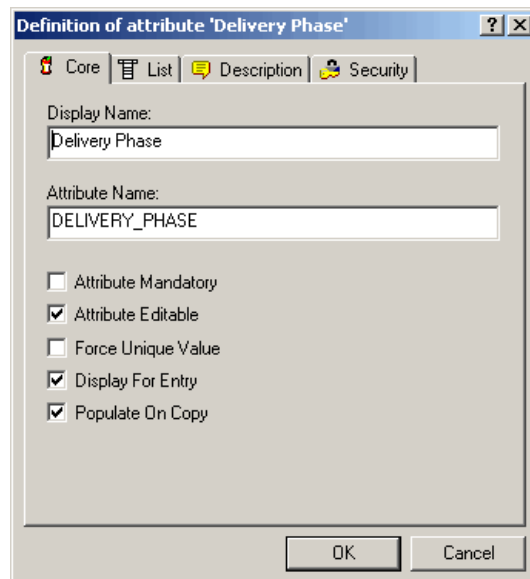 Definition of attribute 'Delivery Phase'
Core List Description Security
Display Name:
Delivery Phase
Attribute Name:
DELIVERY_PHASE
Attribute Mandatory
Attribute Editable
Force Unique Value
Display For Entry
Populate On Copy
OK Cancel